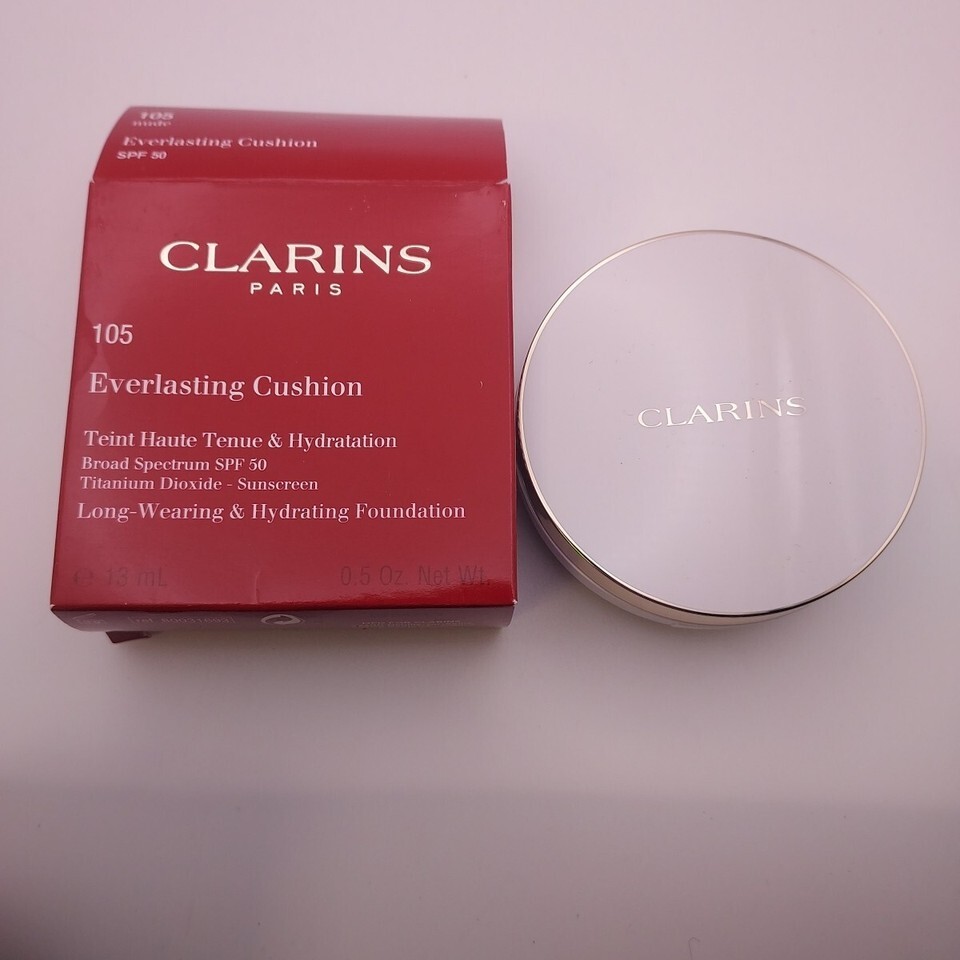 105
nude
Everlasting Cushion
SPF 50
CLARINS
PARIS
105
Everlasting Cushion
Teint Haute Tenue & Hydratation
Broad Spectrum SPF 50
Titanium Dioxide - Sunscreen
Long-Wearing & Hydrating Foundation
e 13 mL 0.5 Oz. Net Wt.
CLARINS